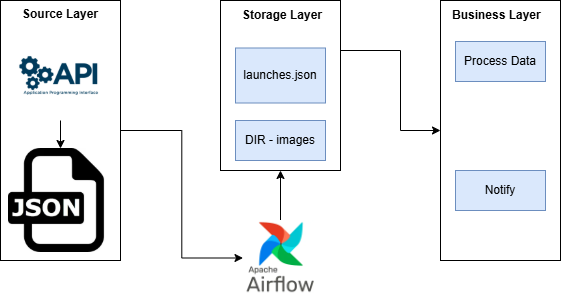 Source Layer
API
Application Programming Interface
JSON
Storage Layer
launches.json
DIR - images
APACHE
Airflow
Business Layer
Process Data
Notify